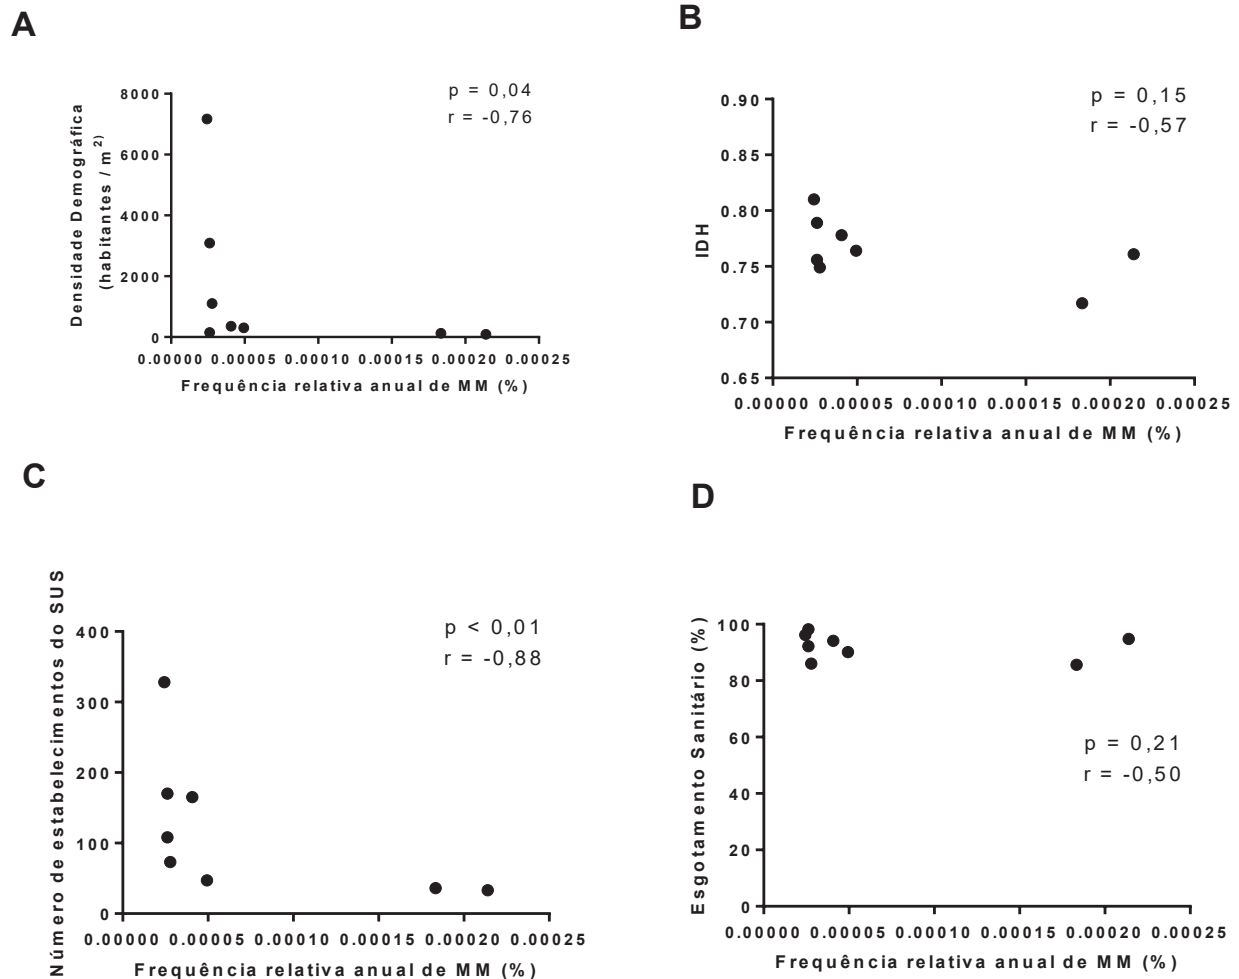 A
p = 0,04
r = -0,76
Densidade Demográfica
(habitantes / m²)
8000
6000
4000
2000
0
0.00000 0.00005 0.00010 0.00015 0.00020 0.00025
Frequência relativa anual de MM (%)
B
p = 0,15
r = -0,57
IDH
0.90
0.85
0.80
0.75
0.70
0.65
0.00000 0.00005 0.00010 0.00015 0.00020 0.00025
Frequência relativa anual de MM (%)
C
p < 0,01
r = -0,88
Número de estabelecimentos do SUS
400
300
200
100
0
0.00000 0.00005 0.00010 0.00015 0.00020 0.00025
Frequência relativa anual de MM (%)
D
Esgotamento Sanitário (%)
100
80
60
40
20
0
p = 0,21
r = -0,50
0.00000 0.00005 0.00010 0.00015 0.00020 0.00025
Frequência relativa anual de MM (%)